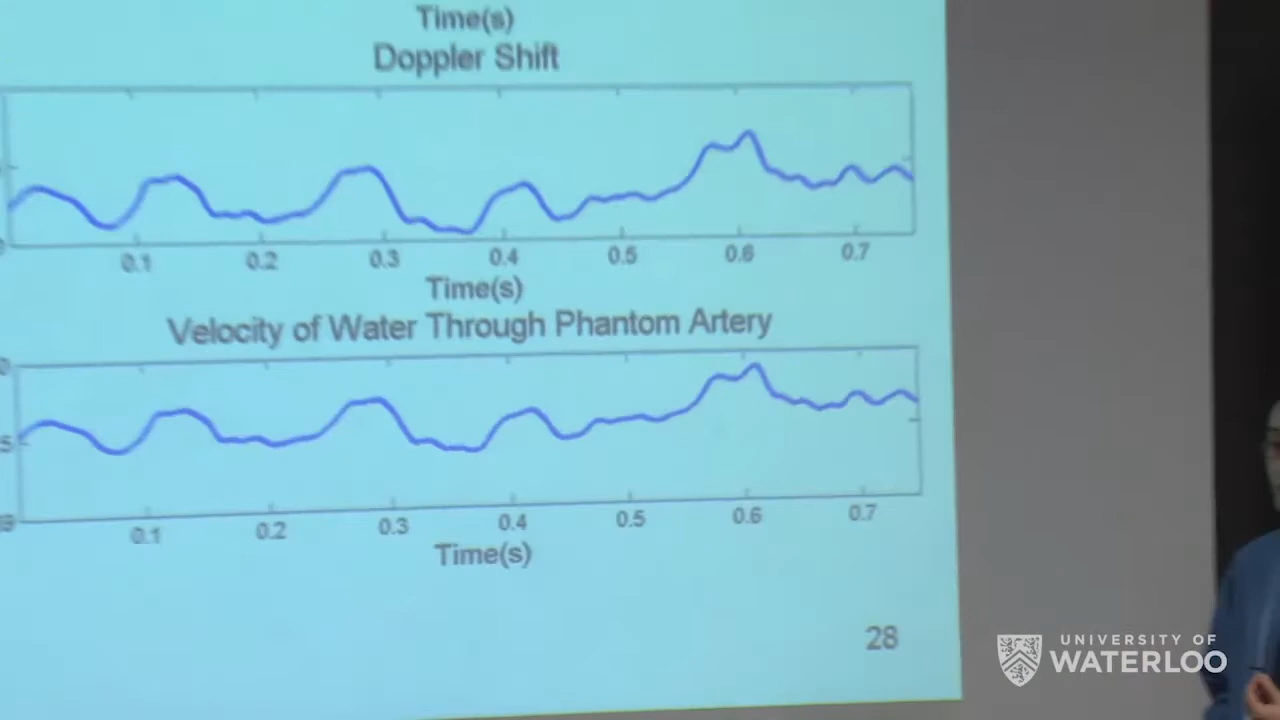 Time(s)
Doppler Shift
0.1 0.2 0.3 0.4 0.5 0.6 0.7
Time(s)
Velocity of Water Through Phantom Artery
0.1 0.2 0.3 0.4 0.5 0.6 0.7
Time(s)
28
UNIVERSITY OF
WATERLOO